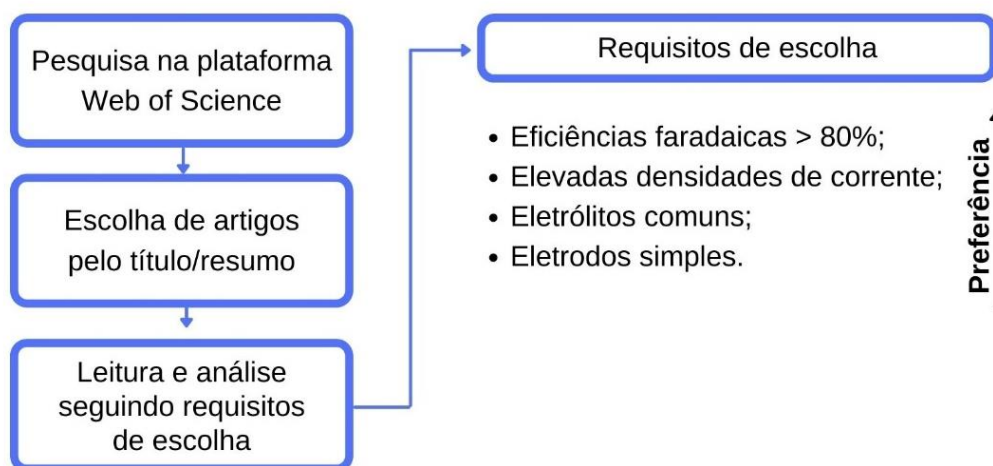 Pesquisa na plataforma
Web of Science
Escolha de artigos
pelo título/resumo
Leitura e análise
seguindo requisitos
de escolha
Requisitos de escolha
• Eficiências faradaicas > 80%;
• Elevadas densidades de corrente;
• Eletrólitos comuns;
• Eletrodos simples.
Preferência